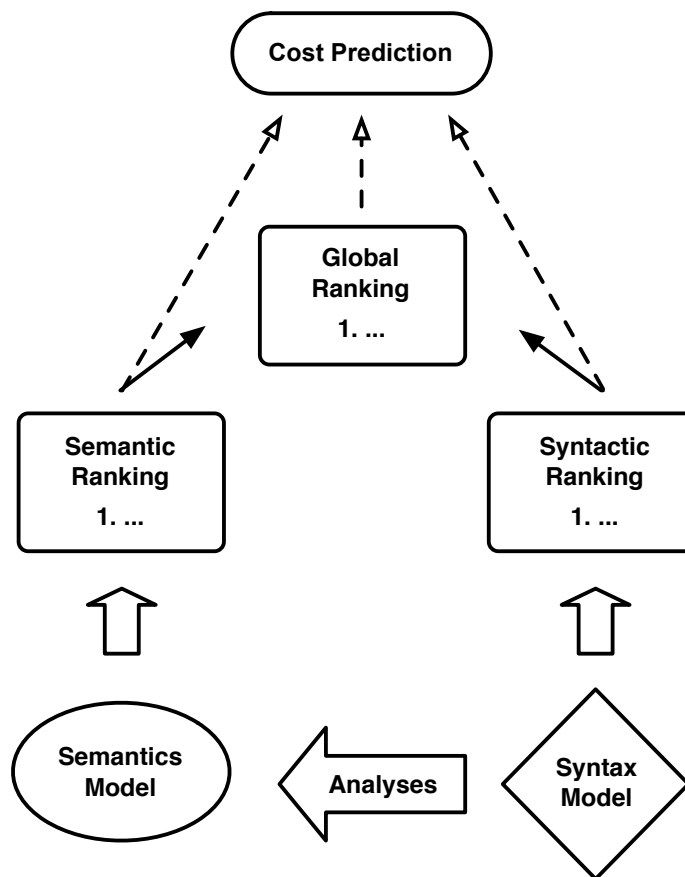 Cost Prediction
Global
Ranking
1. ...
Semantic
Ranking
1. ...
Syntactic
Ranking
1. ...
Semantics
Model
Analyses
Syntax
Model